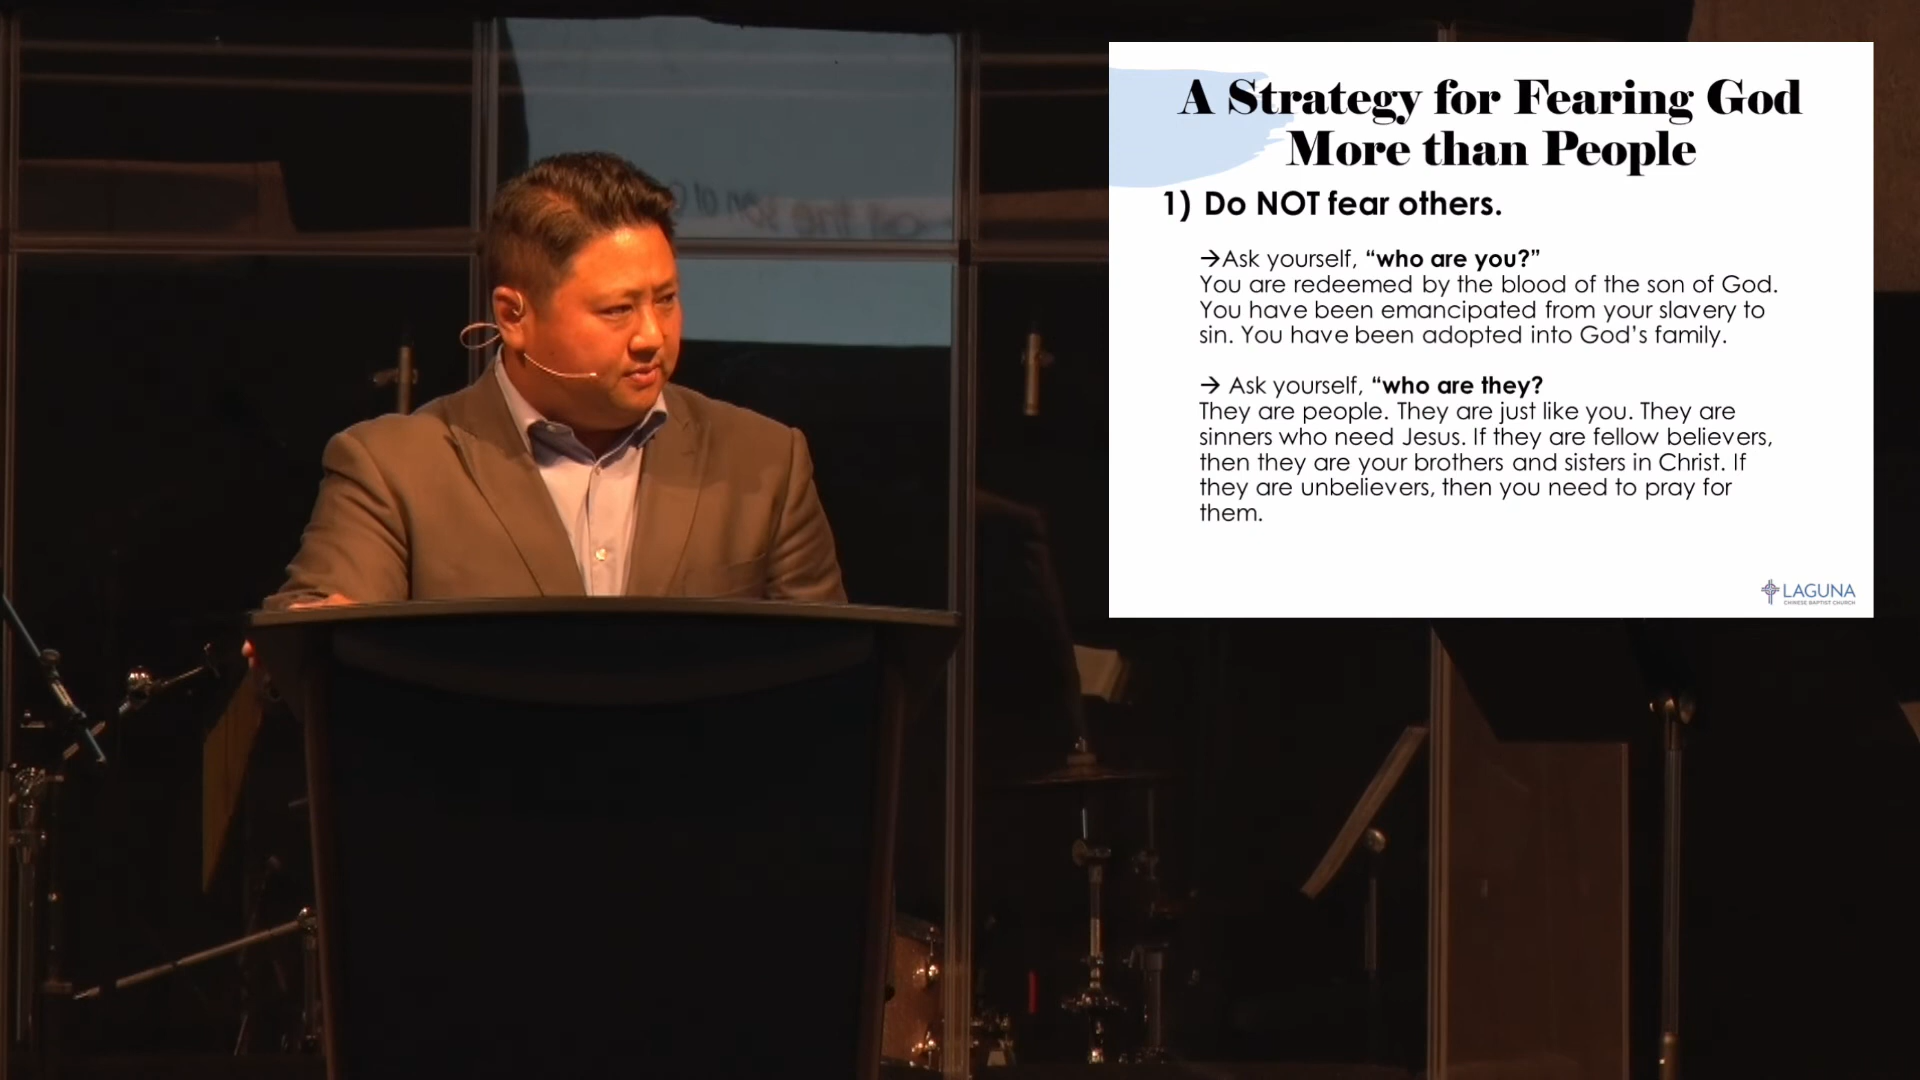 A Strategy for Fearing God
More than People
1) Do NOT fear others.
→Ask yourself, “who are you?”
You are redeemed by the blood of the son of God.
You have been emancipated from your slavery to
sin. You have been adopted into God’s family.
→ Ask yourself, “who are they?
They are people. They are just like you. They are
sinners who need Jesus. If they are fellow believers,
then they are your brothers and sisters in Christ. If
they are unbelievers, then you need to pray for
them.
LAGUNA
CHINESE BAPTIST CHURCH